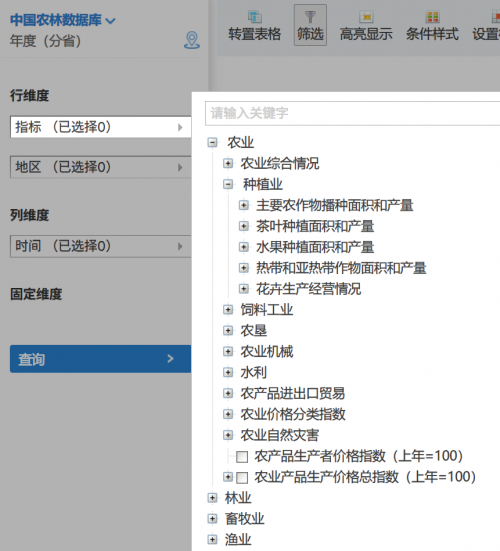 中国农林数据库
年度（分省）
转置表格 筛选 高亮显示 条件样式
行维度
指标 （已选择0）
地区 （已选择0）
列维度
时间 （已选择0）
固定维度
查询
请输入关键字
农业
农业综合情况
种植业
主要农作物播种面积和产量
茶叶种植面积和产量
水果种植面积和产量
热带和亚热带作物面积和产量
花卉生产经营情况
饲料工业
农垦
农业机械
水利
农产品进出口贸易
农业价格分类指数
农业自然灾害
农产品生产者价格指数（上年=100）
农业产品生产价格总指数（上年=100）
林业
畜牧业
渔业